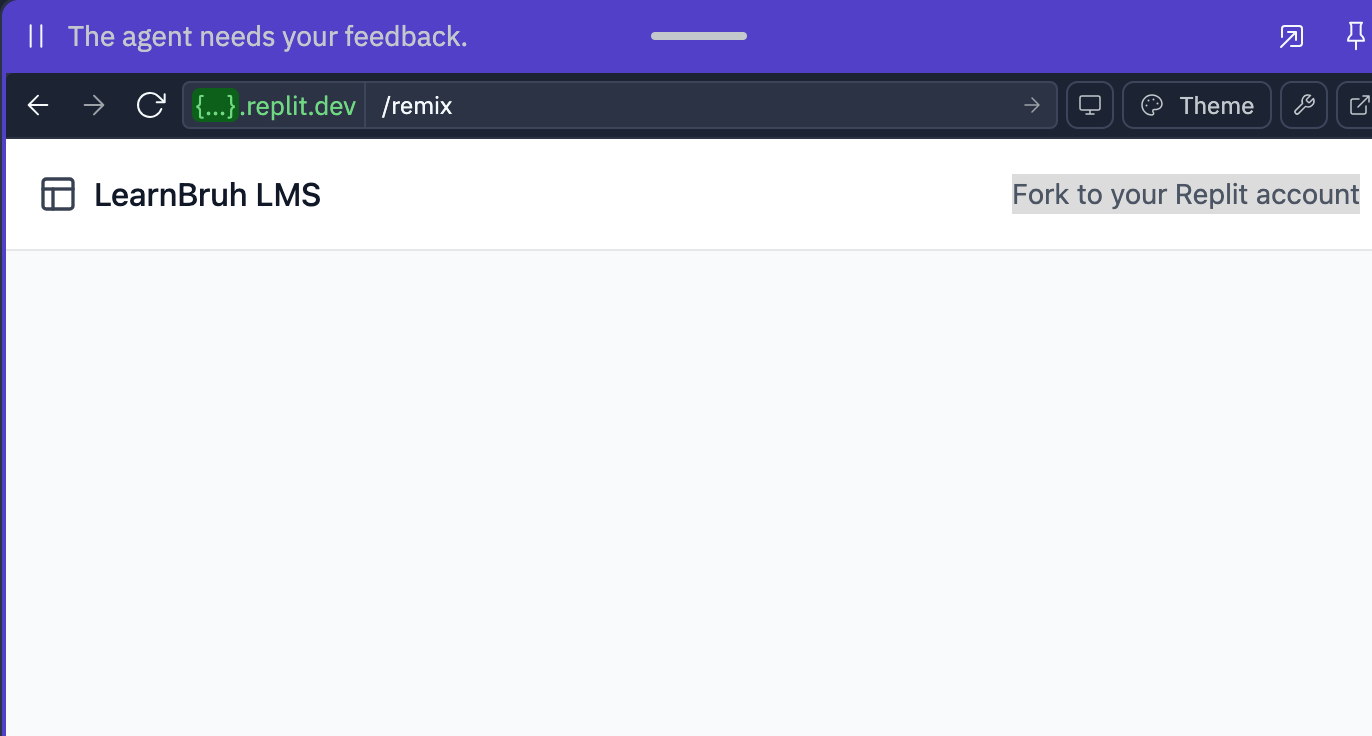 The agent needs your feedback.
{...}.replit.dev /remix
Theme
LearnBruh LMS
Fork to your Replit account